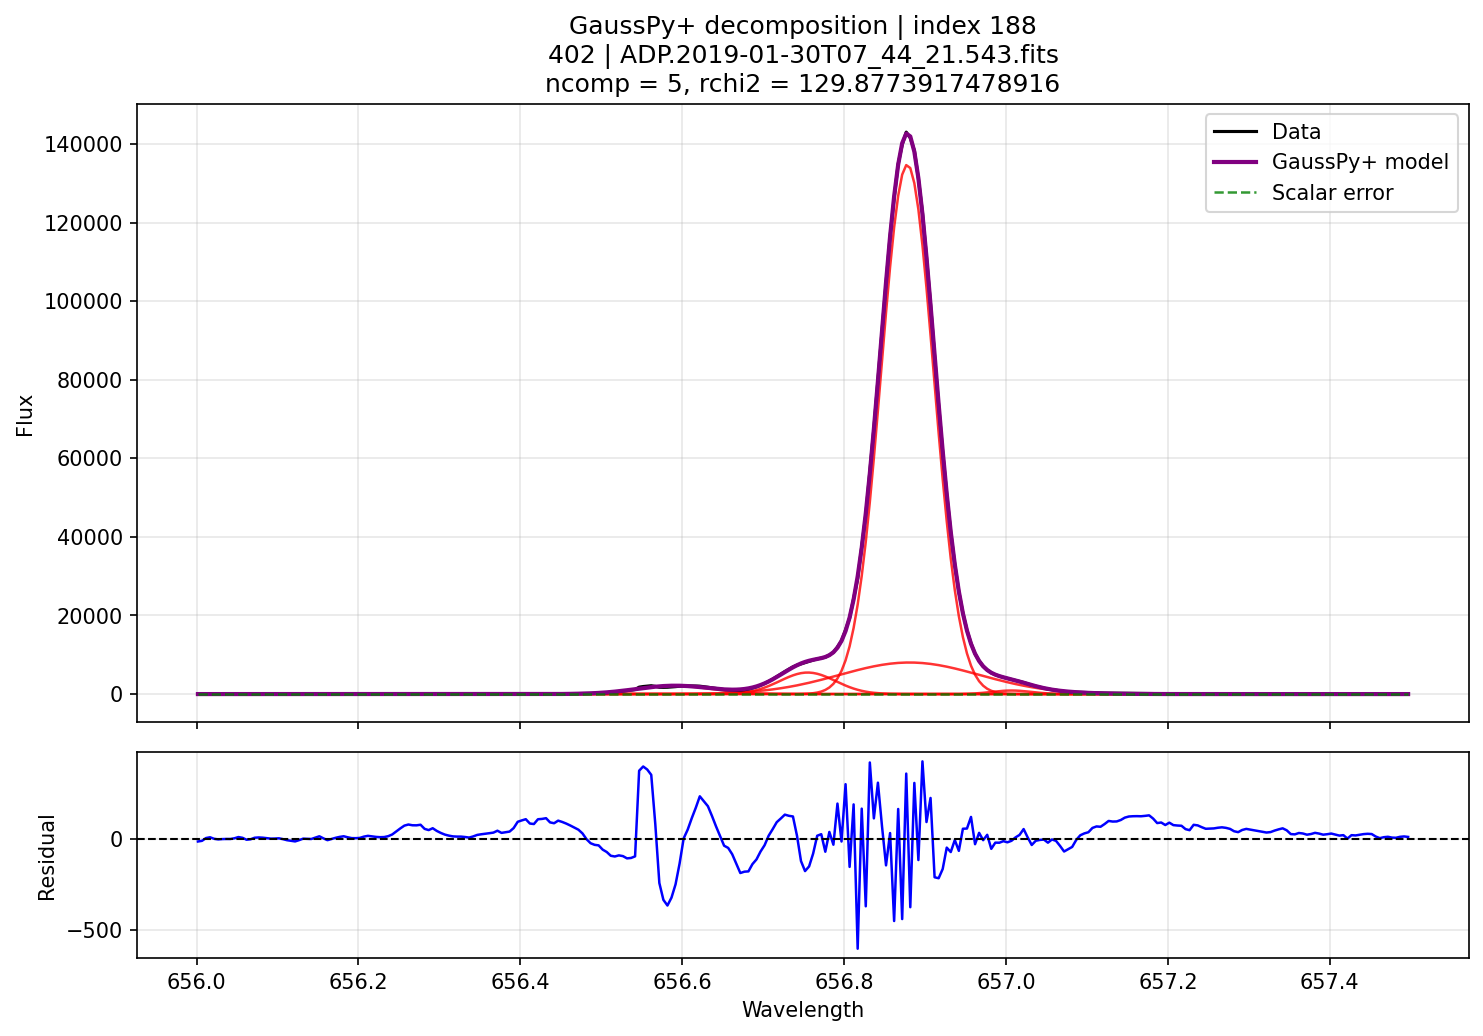 GaussPy+ decomposition | index 188
402 | ADP.2019-01-30T07_44_21.543.fits
ncomp = 5, rchi2 = 129.8773917478916
Data
GaussPy+ model
Scalar error
Flux
140000
120000
100000
80000
60000
40000
20000
0
Residual
0
−500
656.0 656.2 656.4 656.6 656.8 657.0 657.2 657.4
Wavelength